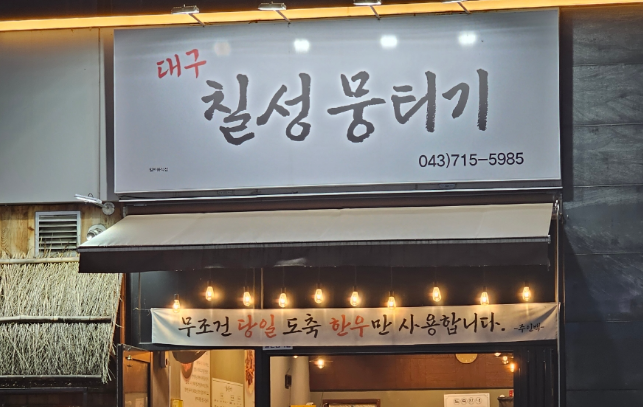 대구
칠성 뭉티기
043)715-5985
무조건 당일 도축 한우만 사용합니다.